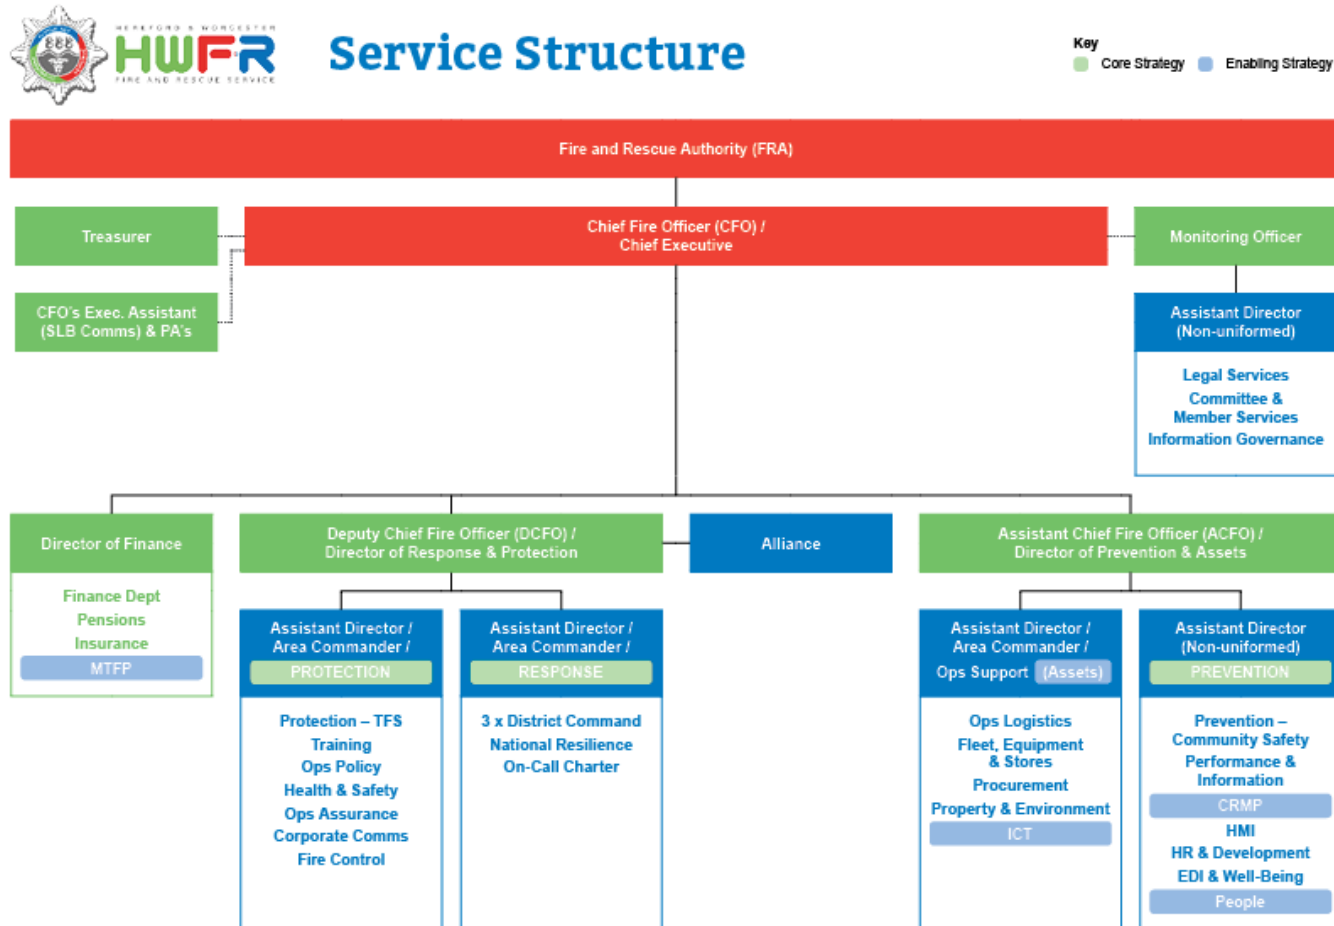 HEREFORD & WORCESTER
HWFR
FIRE AND RESCUE SERVICE
Service Structure
Key
Core Strategy
Enabling Strategy
Fire and Rescue Authority (FRA)
Treasurer
Chief Fire Officer (CFO) /
Chief Executive
Monitoring Officer
CFO's Exec. Assistant
(SLB Comms) & PA's
Assistant Director
(Non-uniformed)
Legal Services
Committee &
Member Services
Information Governance
Director of Finance
Finance Dept
Pensions
Insurance
MTFP
Deputy Chief Fire Officer (DCFO) /
Director of Response & Protection
Alliance
Assistant Chief Fire Officer (ACFO) /
Director of Prevention & Assets
Assistant Director /
Area Commander /
PROTECTION
Protection – TFS
Training
Ops Policy
Health & Safety
Ops Assurance
Corporate Comms
Fire Control
Assistant Director /
Area Commander /
RESPONSE
3 x District Command
National Resilience
On-Call Charter
Assistant Director /
Area Commander /
Ops Support (Assets)
Ops Logistics
Fleet, Equipment
& Stores
Procurement
Property & Environment
ICT
Assistant Director
(Non-uniformed)
PREVENTION
Prevention –
Community Safety
Performance &
Information
CRMP
HMI
HR & Development
EDI & Well-Being
People